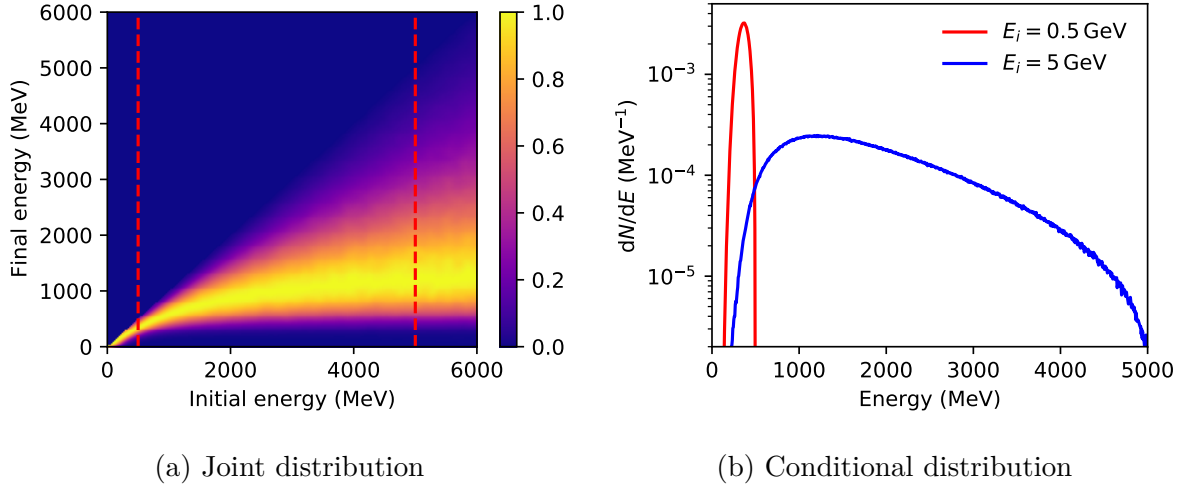 6000
5000
4000
3000
2000
1000
0
Final energy (MeV)
0 2000 4000 6000
Initial energy (MeV)
1.0
0.8
0.6
0.4
0.2
0.0
(a) Joint distribution
10⁻³
10⁻⁴
10⁻⁵
dN/dE (MeV⁻¹)
E_i = 0.5 GeV
E_i = 5 GeV
0 1000 2000 3000 4000 5000
Energy (MeV)
(b) Conditional distribution